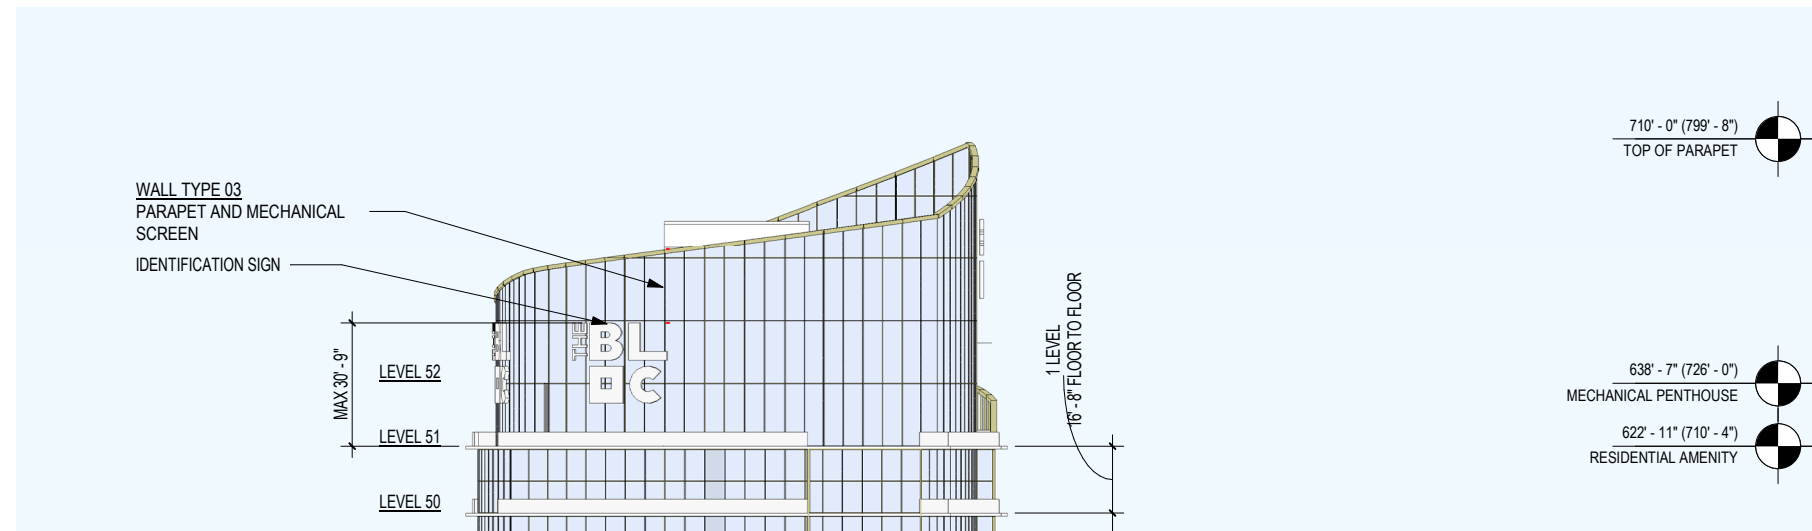 710' - 0" (799' - 8")
TOP OF PARAPET
WALL TYPE 03
PARAPET AND MECHANICAL
SCREEN
IDENTIFICATION SIGN
THE
BL
OC
MAX 30' - 9"
LEVEL 52
LEVEL 51
LEVEL 50
1 LEVEL
16' - 8" FLOOR TO FLOOR
638' - 7" (726' - 0")
MECHANICAL PENTHOUSE
622' - 11" (710' - 4")
RESIDENTIAL AMENITY